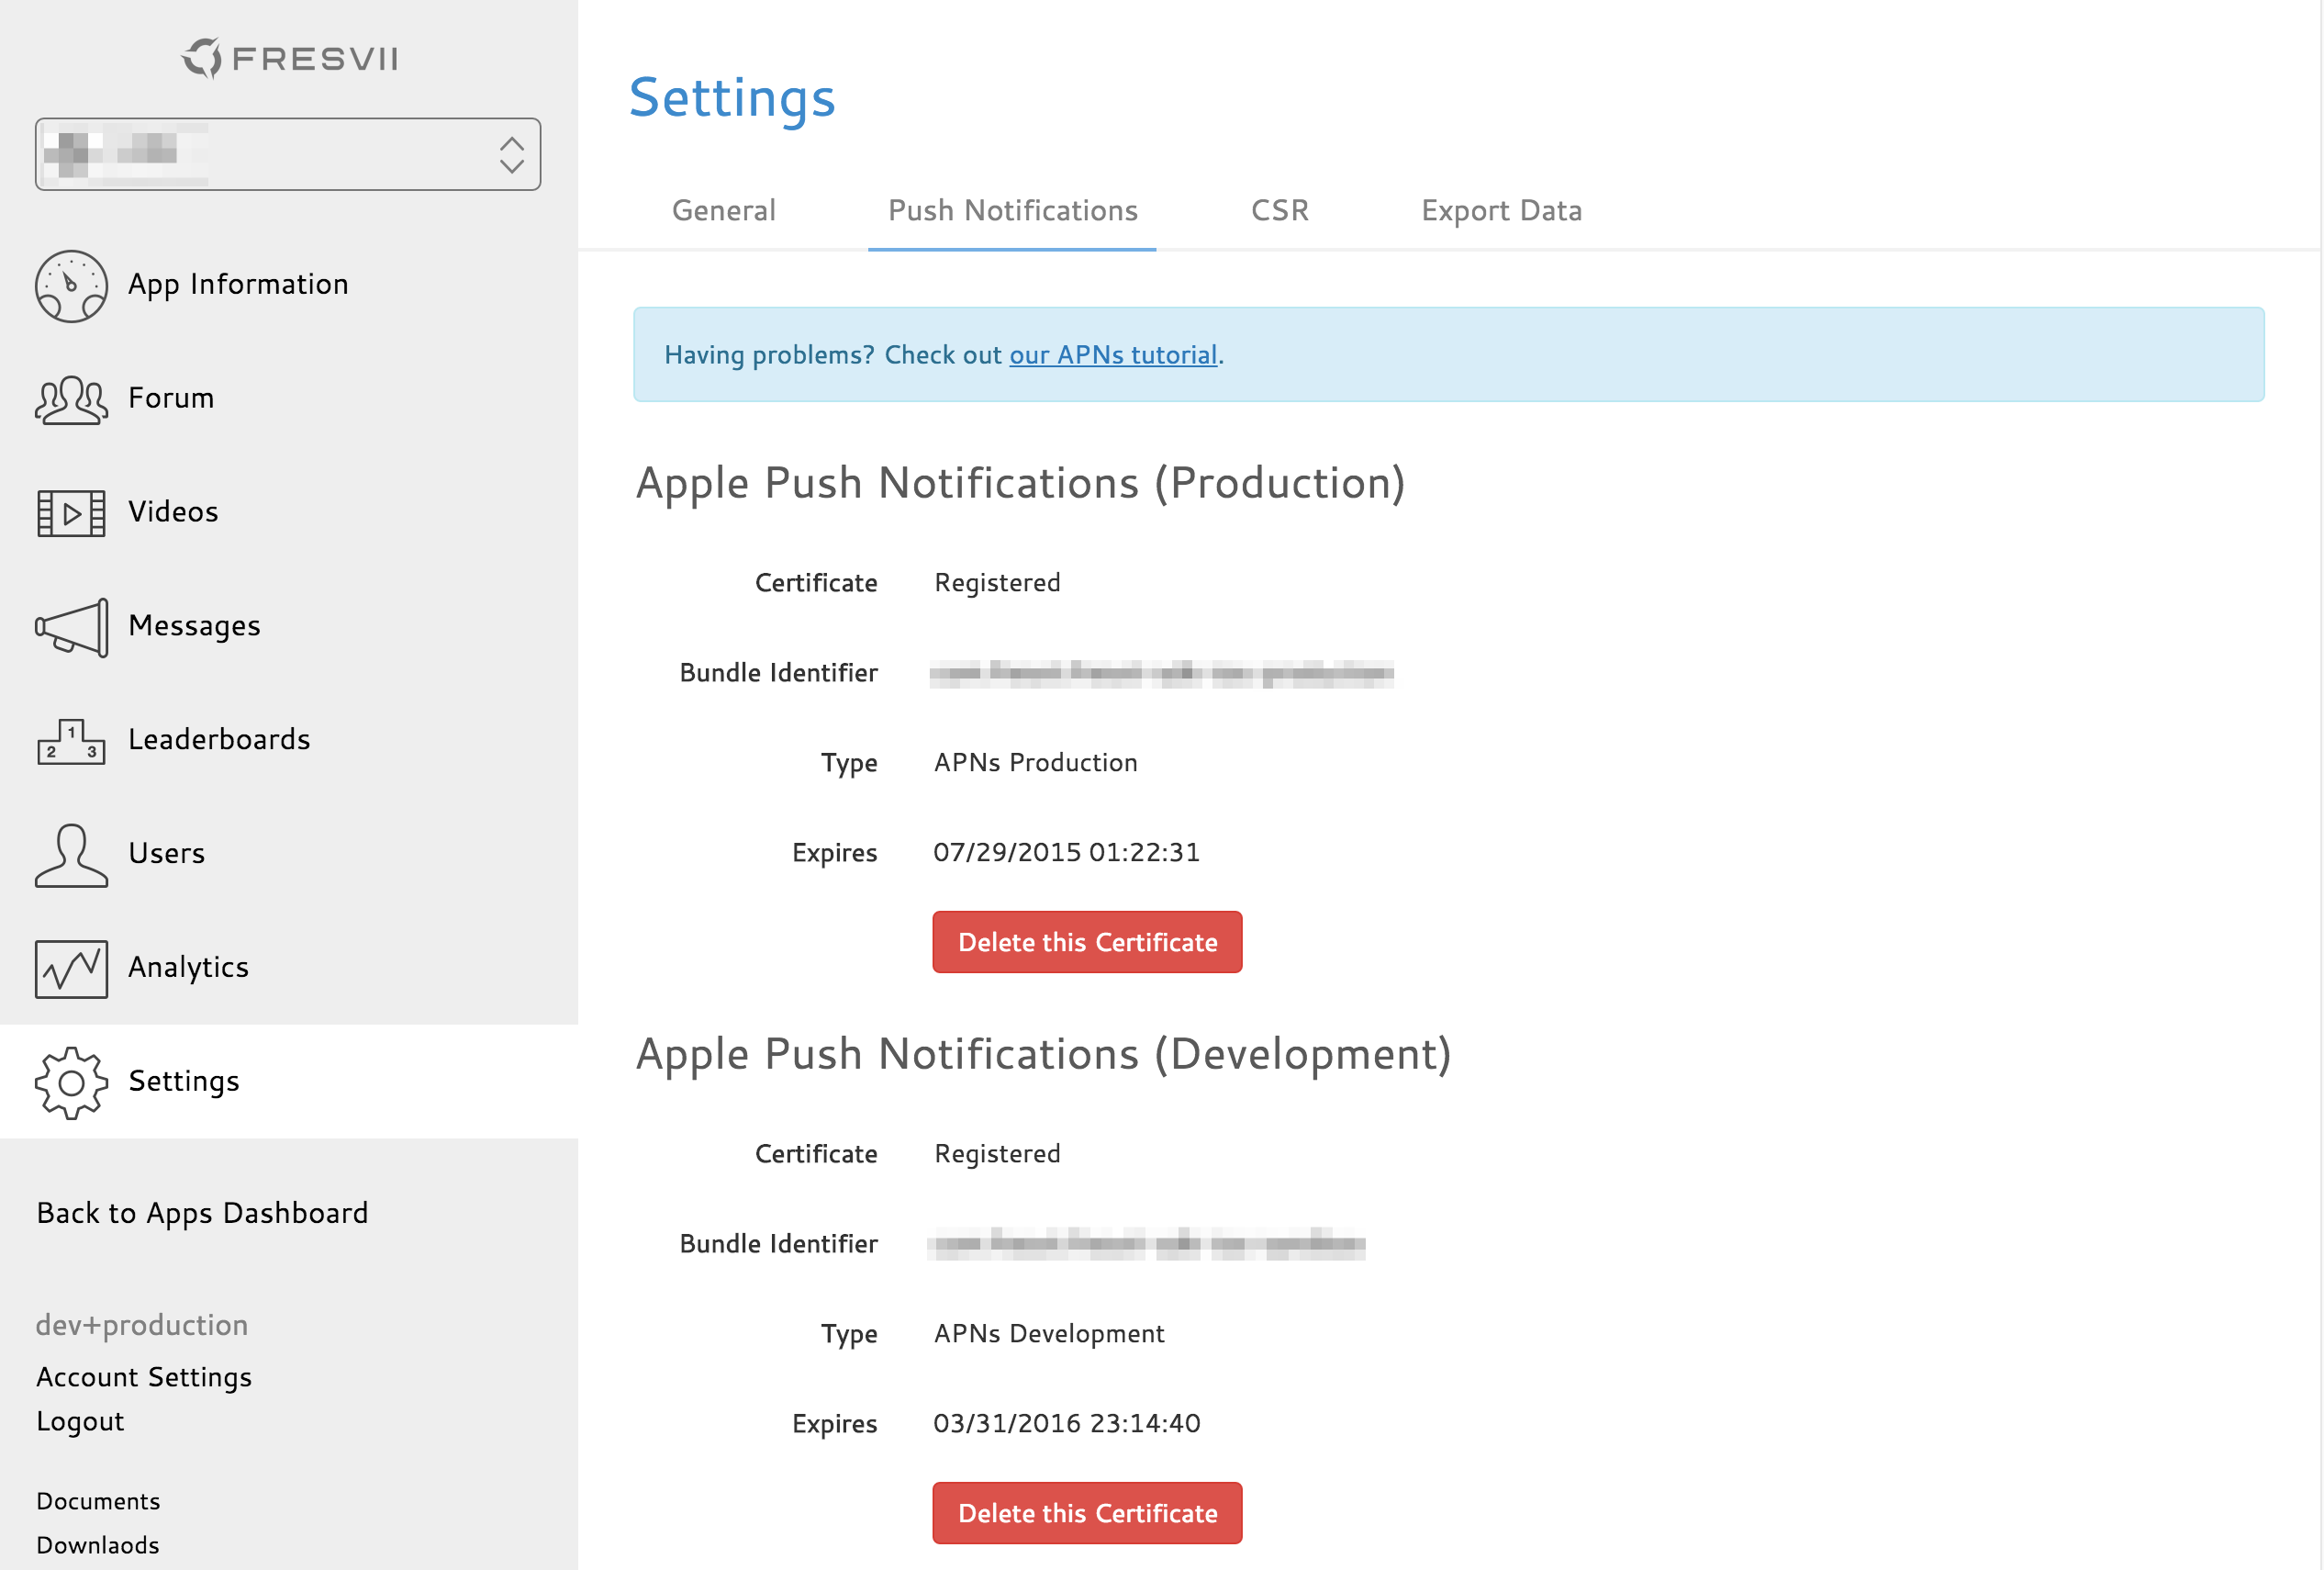 FRESVII
App Information
Forum
Videos
Messages
1
2 3
Leaderboards
Users
Analytics
Settings
Back to Apps Dashboard
dev+production
Account Settings
Logout
Documents
Downlaods
Settings
General Push Notifications CSR Export Data
Having problems? Check out our APNs tutorial.
Apple Push Notifications (Production)
Certificate Registered
Bundle Identifier
Type APNs Production
Expires 07/29/2015 01:22:31
Delete this Certificate
Apple Push Notifications (Development)
Certificate Registered
Bundle Identifier
Type APNs Development
Expires 03/31/2016 23:14:40
Delete this Certificate